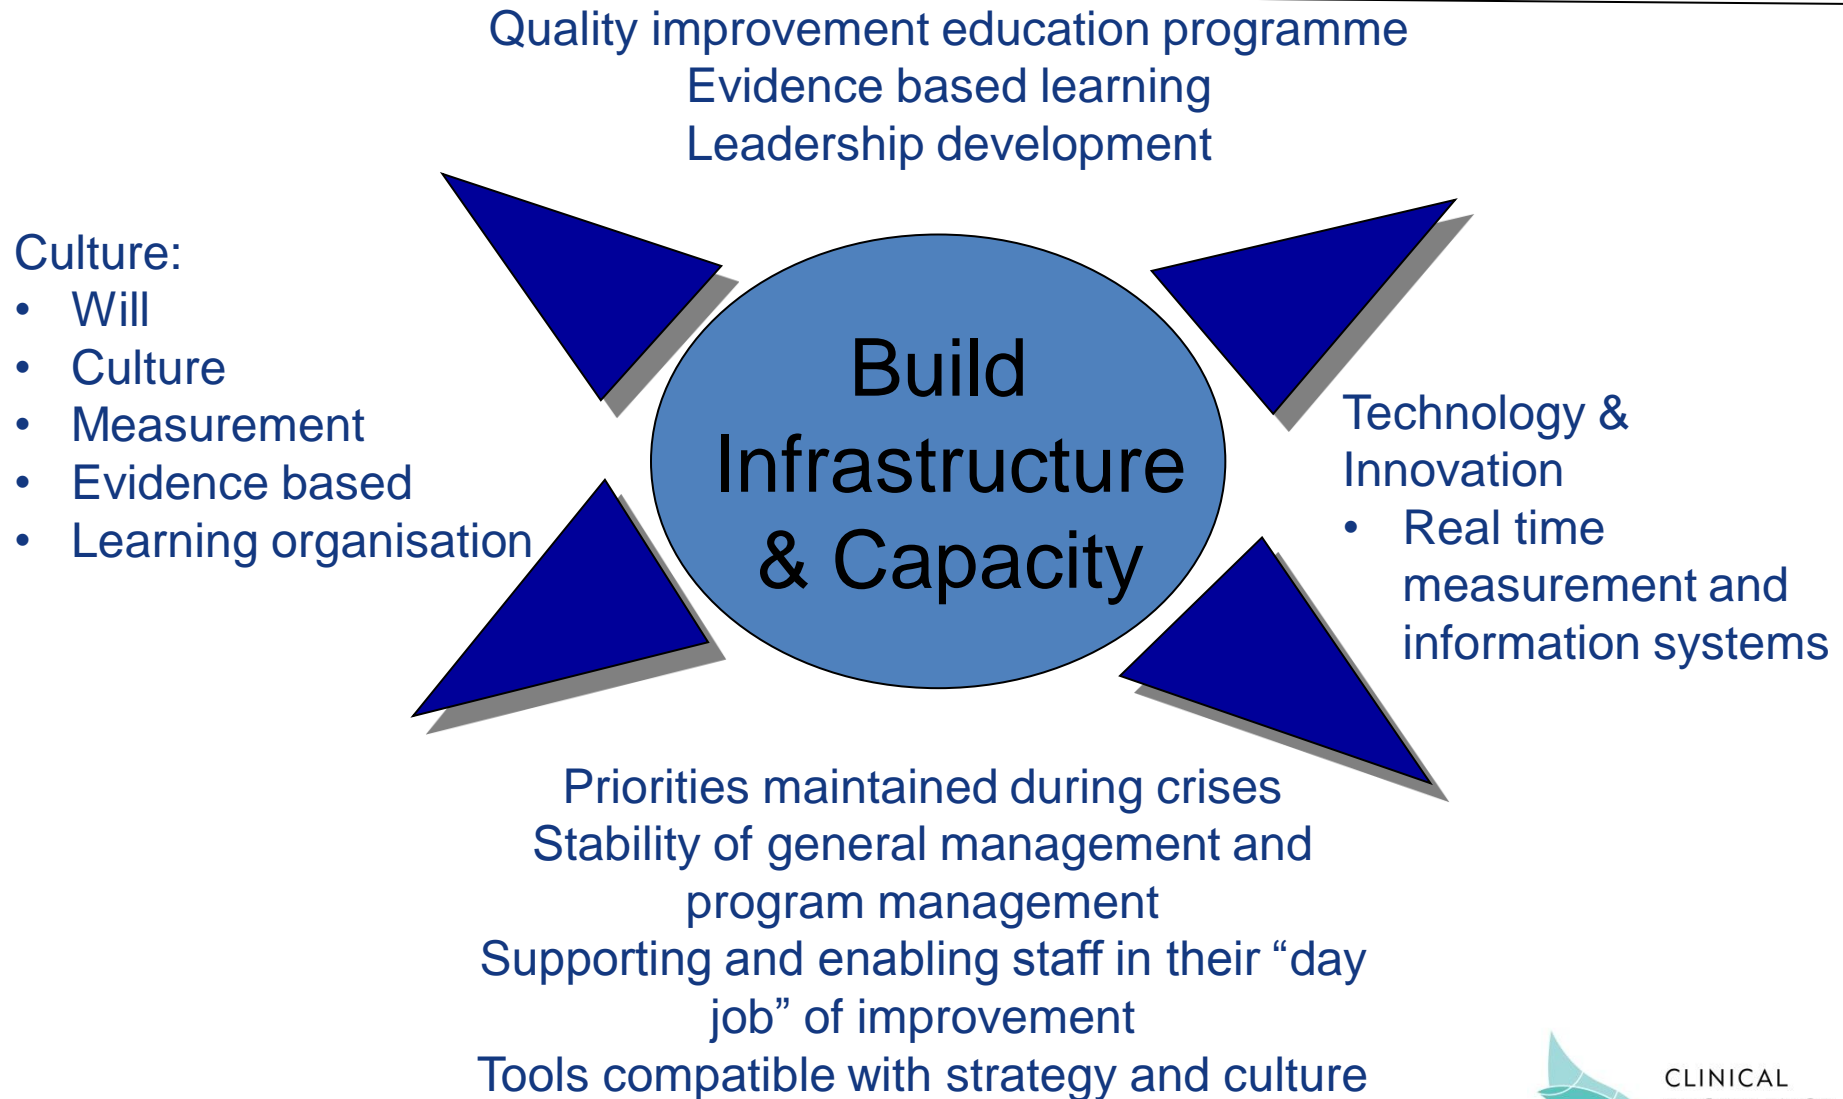 Quality improvement education programme
Evidence based learning
Leadership development
Culture:
• Will
• Culture
• Measurement
• Evidence based
• Learning organisation
Build
Infrastructure
& Capacity
Technology &
Innovation
• Real time
measurement and
information systems
Priorities maintained during crises
Stability of general management and
program management
Supporting and enabling staff in their “day
job” of improvement
Tools compatible with strategy and culture
CLINICAL